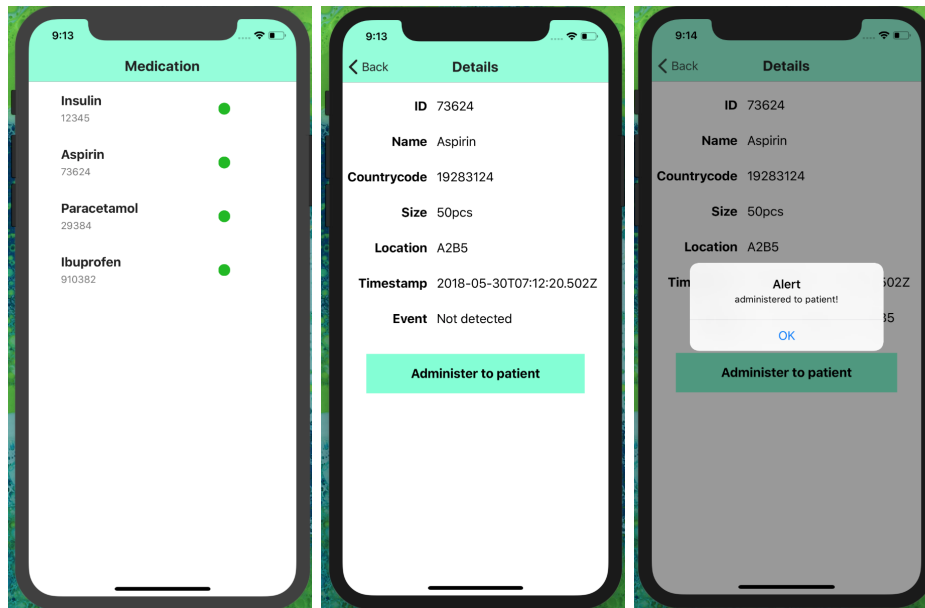 9:13
Medication
Insulin
12345
Aspirin
73624
Paracetamol
29384
Ibuprofen
910382
9:13
Back Details
ID 73624
Name Aspirin
Countrycode 19283124
Size 50pcs
Location A2B5
Timestamp 2018-05-30T07:12:20.502Z
Event Not detected
Administer to patient
9:14
Back Details
ID 73624
Name Aspirin
Countrycode 19283124
Size 50pcs
Location A2B5
Tim 502Z
Alert
administered to patient!
35
OK
Administer to patient